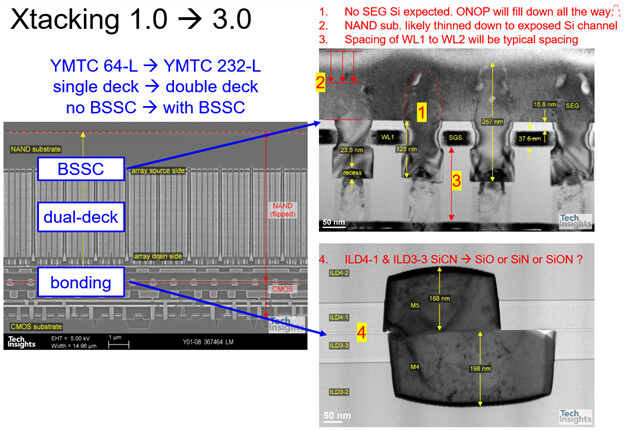 Xtacking 1.0 → 3.0
YMTC 64-L → YMTC 232-L
single deck → double deck
no BSSC → with BSSC
1. No SEG Si expected. ONOP will fill down all the way
2. NAND sub. likely thinned down to exposed Si channel
3. Spacing of WL1 to WL2 will be typical spacing
NAND substrate
BSSC
array source side
dual-deck
NAND
(flipped)
array drain side
bonding
CMOS
CMOS substrate
Tech
Insights
EHT = 5.00 kV
Width = 14.96 µm
1 µm
Y01-08 367464 LM
Tech
Insights
2
1
SEG
257 nm
18.8 nm
WL1
123 nm
SGS
37.6 nm
23.5 nm
recess
3
50 nm
Tech
Insights
4. ILD4-1 & ILD3-3 SiCN → SiO or SiN or SiON ?
ILD4-2
168 nm
M5
ILD4-1
4
ILD3-3
M4
198 nm
ILD3-2
50 nm
Tech
Insights